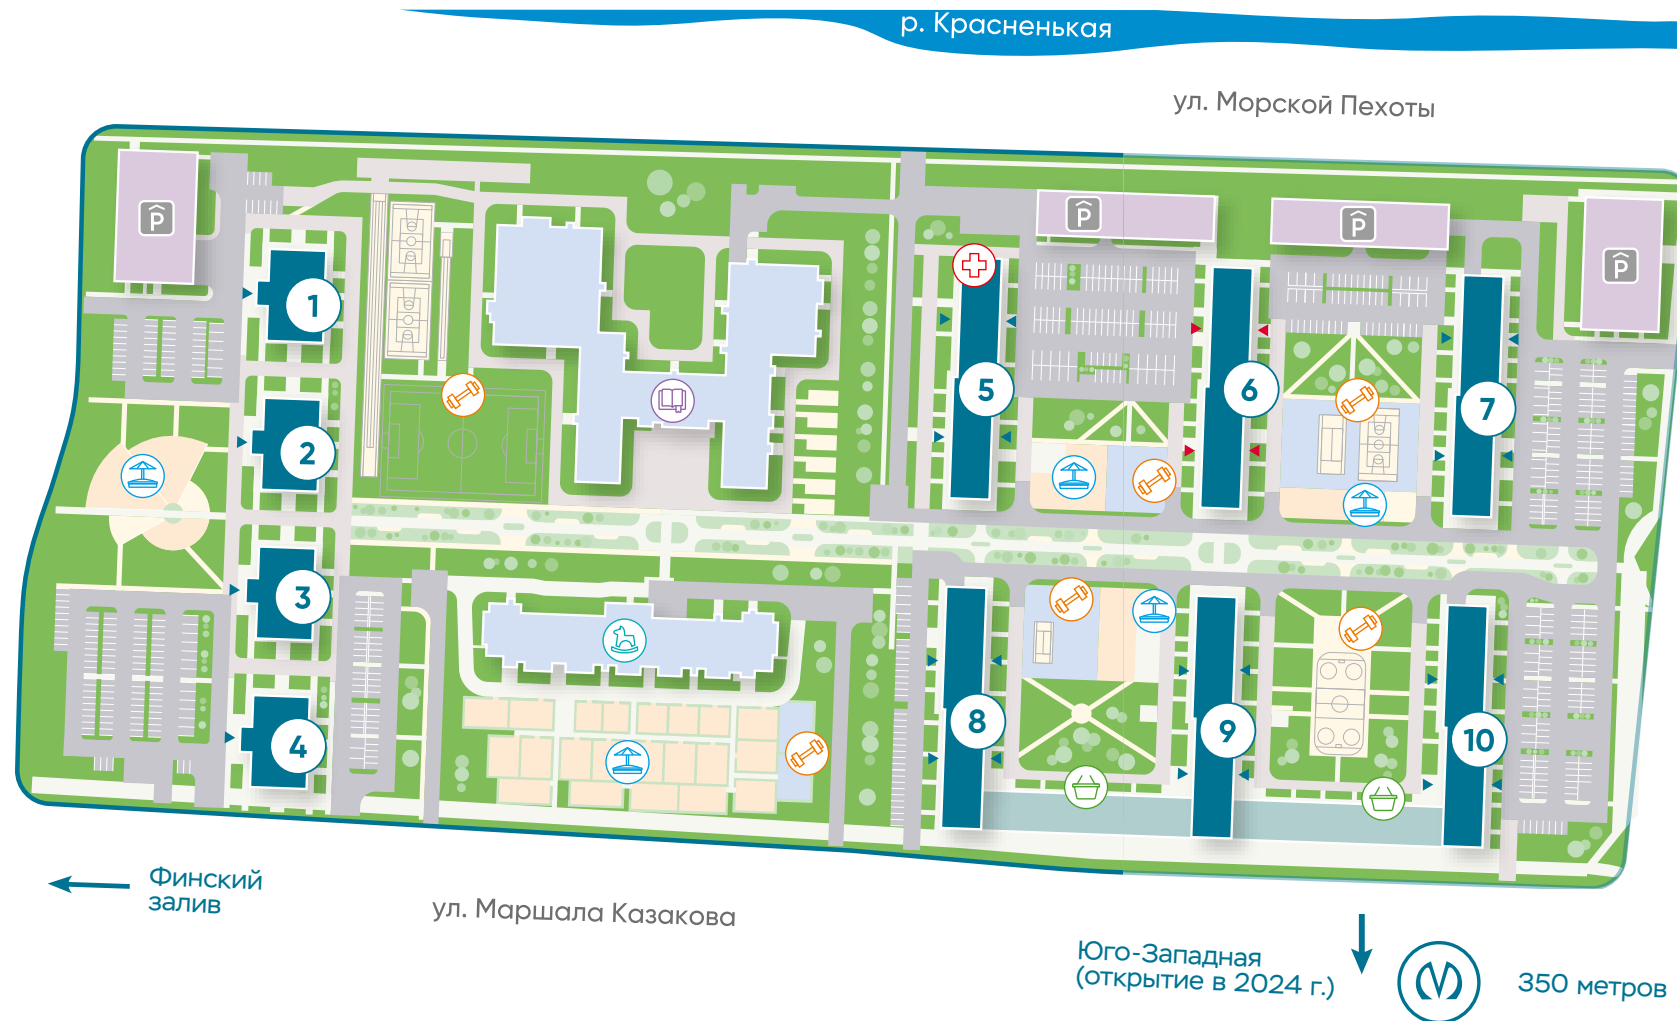 р. Красненькая
ул. Морской Пехоты
P
P
P
P
1
2
3
4
5
6
7
8
9
10
Финский
залив
ул. Маршала Казакова
Юго-Западная
(открытие в 2024 г.)
350 метров